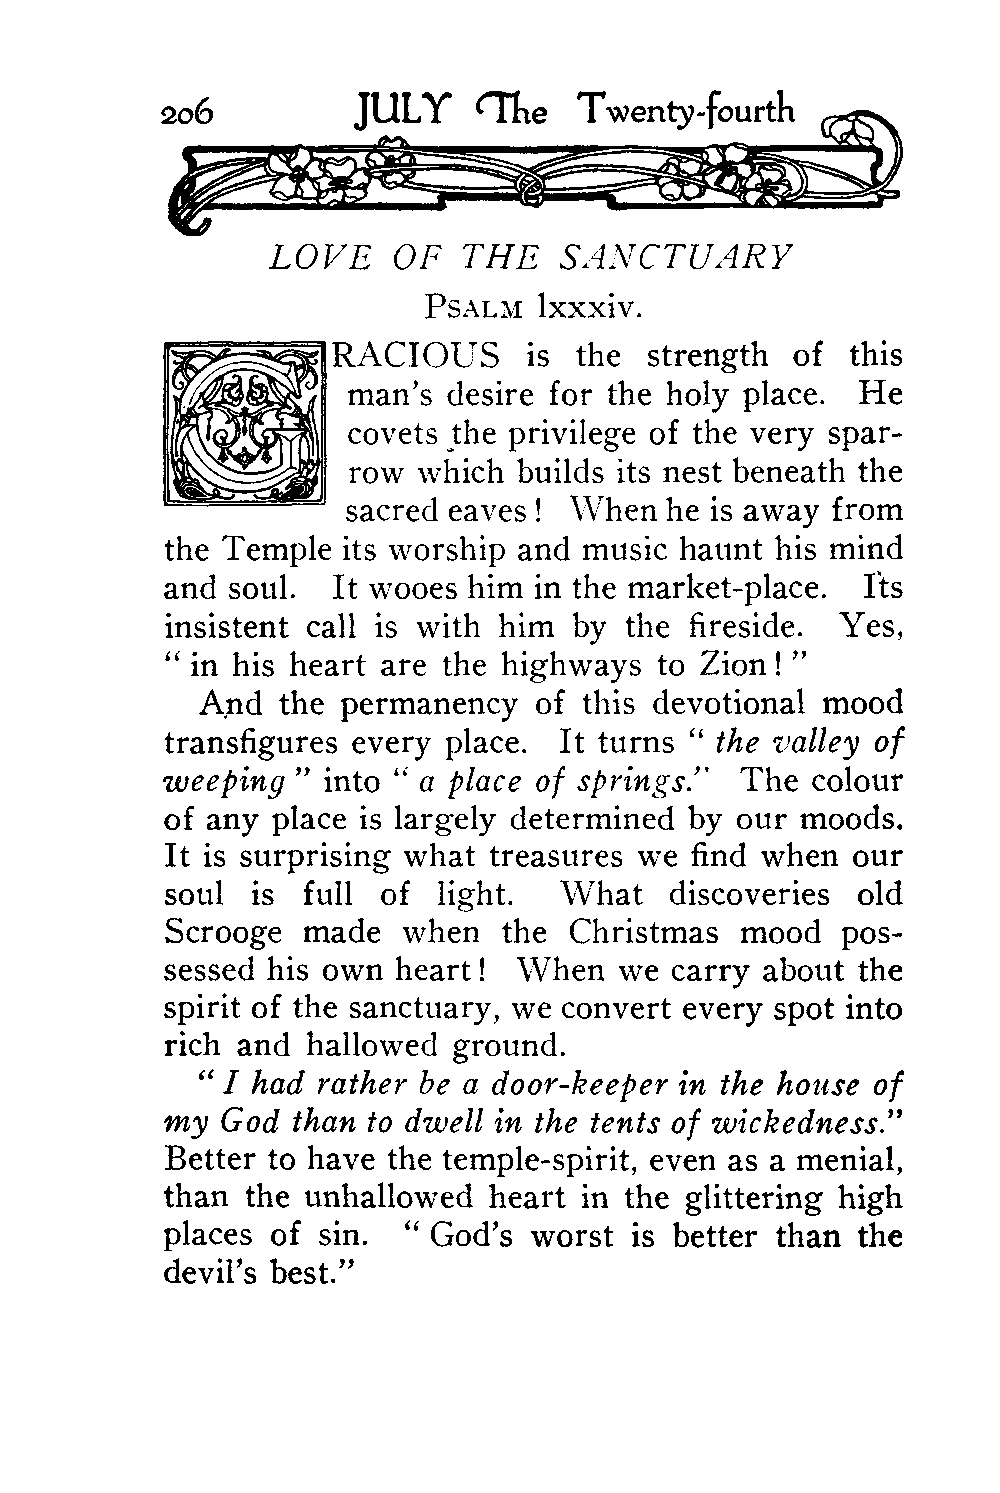 206 JULY The Twenty-fourth
LOVE OF THE SANCTUARY
PSALM lxxxiv.
GRACIOUS is the strength of this
man's desire for the holy place. He
covets the privilege of the very spar-
row which builds its nest beneath the
sacred eaves! When he is away from
the Temple its worship and music haunt his mind
and soul. It wooes him in the market-place. Its
insistent call is with him by the fireside. Yes,
“in his heart are the highways to Zion!”
And the permanency of this devotional mood
transfigures every place. It turns “the valley of
weeping” into “a place of springs.” The colour
of any place is largely determined by our moods.
It is surprising what treasures we find when our
soul is full of light. What discoveries old
Scrooge made when the Christmas mood pos-
sessed his own heart! When we carry about the
spirit of the sanctuary, we convert every spot into
rich and hallowed ground.
“I had rather be a door-keeper in the house of
my God than to dwell in the tents of wickedness.”
Better to have the temple-spirit, even as a menial,
than the unhallowed heart in the glittering high
places of sin. “God's worst is better than the
devil's best.”